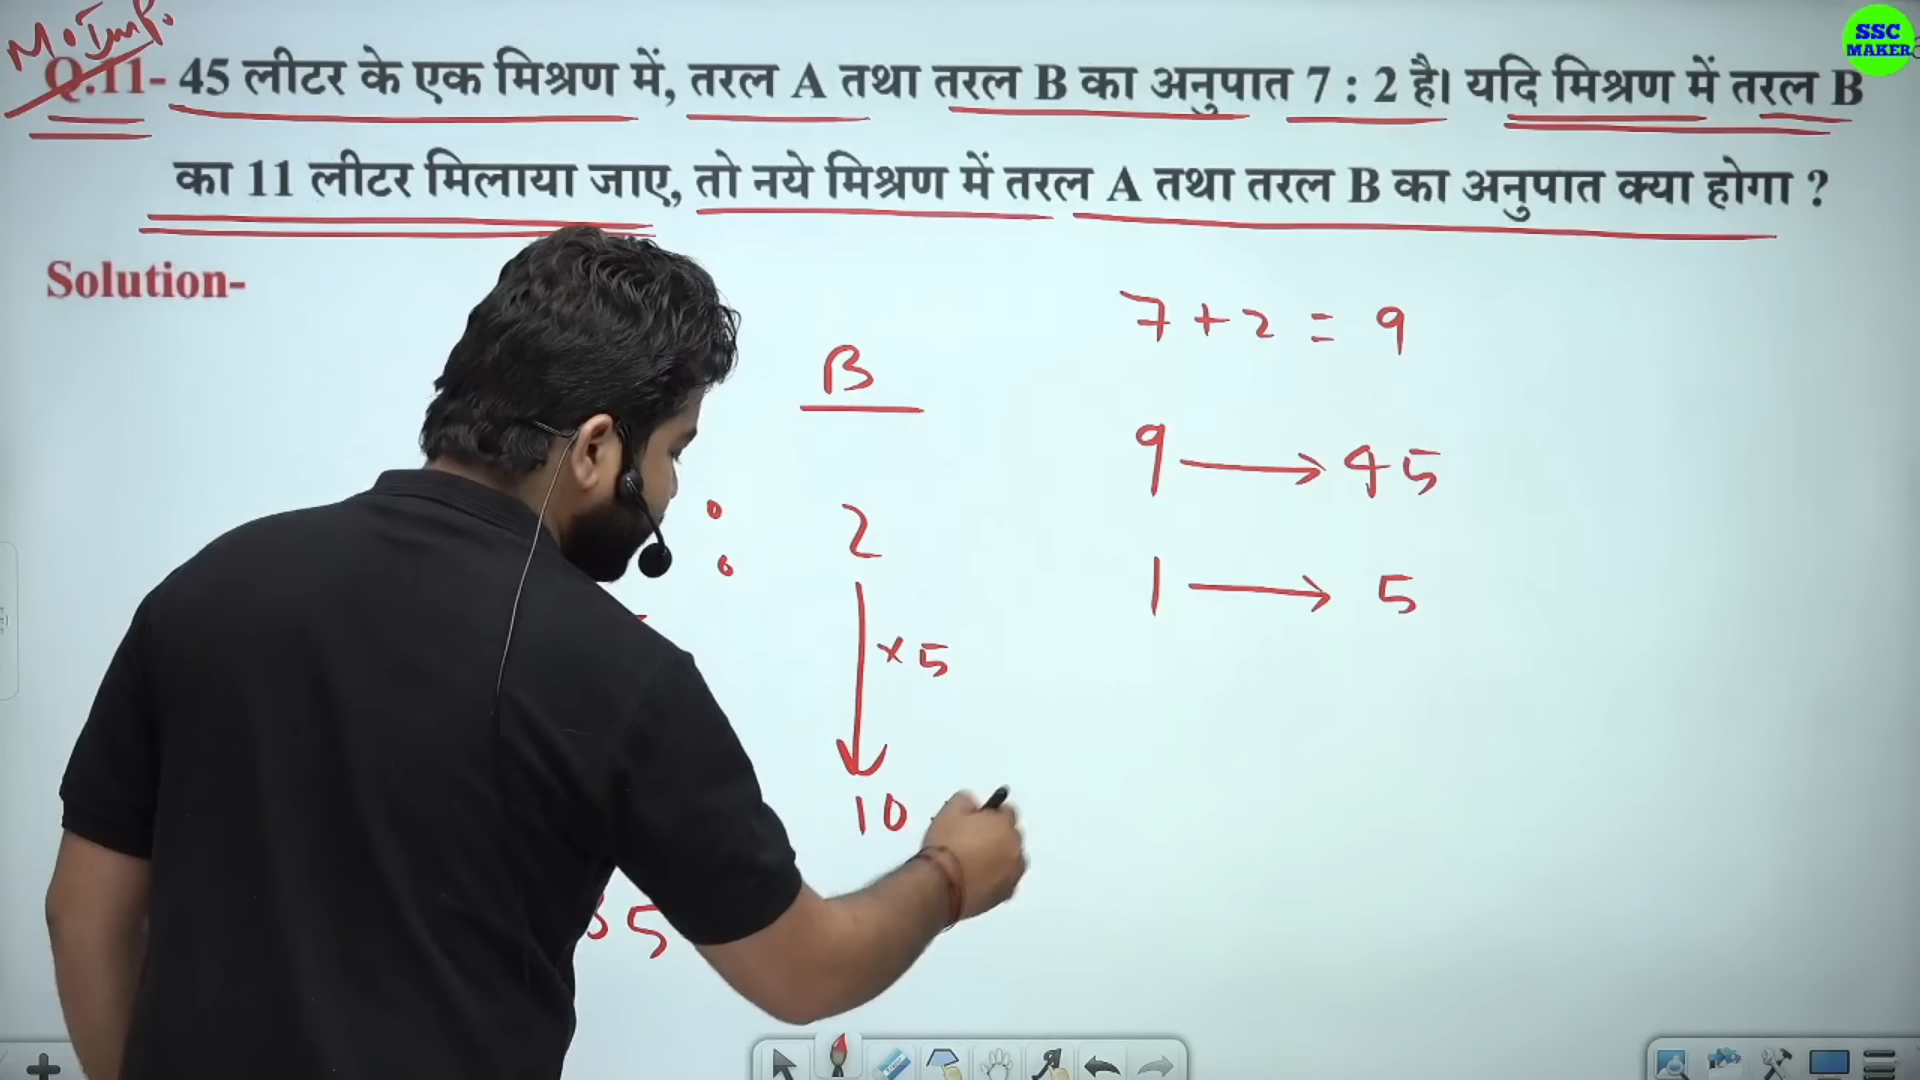 M. Imp.
SSC
MAKER
Q.11- 45 लीटर के एक मिश्रण में, तरल A तथा तरल B का अनुपात 7 : 2 है। यदि मिश्रण में तरल B
का 11 लीटर मिलाया जाए, तो नये मिश्रण में तरल A तथा तरल B का अनुपात क्या होगा ?
Solution-
7 + 2 = 9
B
9 → 45
: 2
1 → 5
× 5
10
35